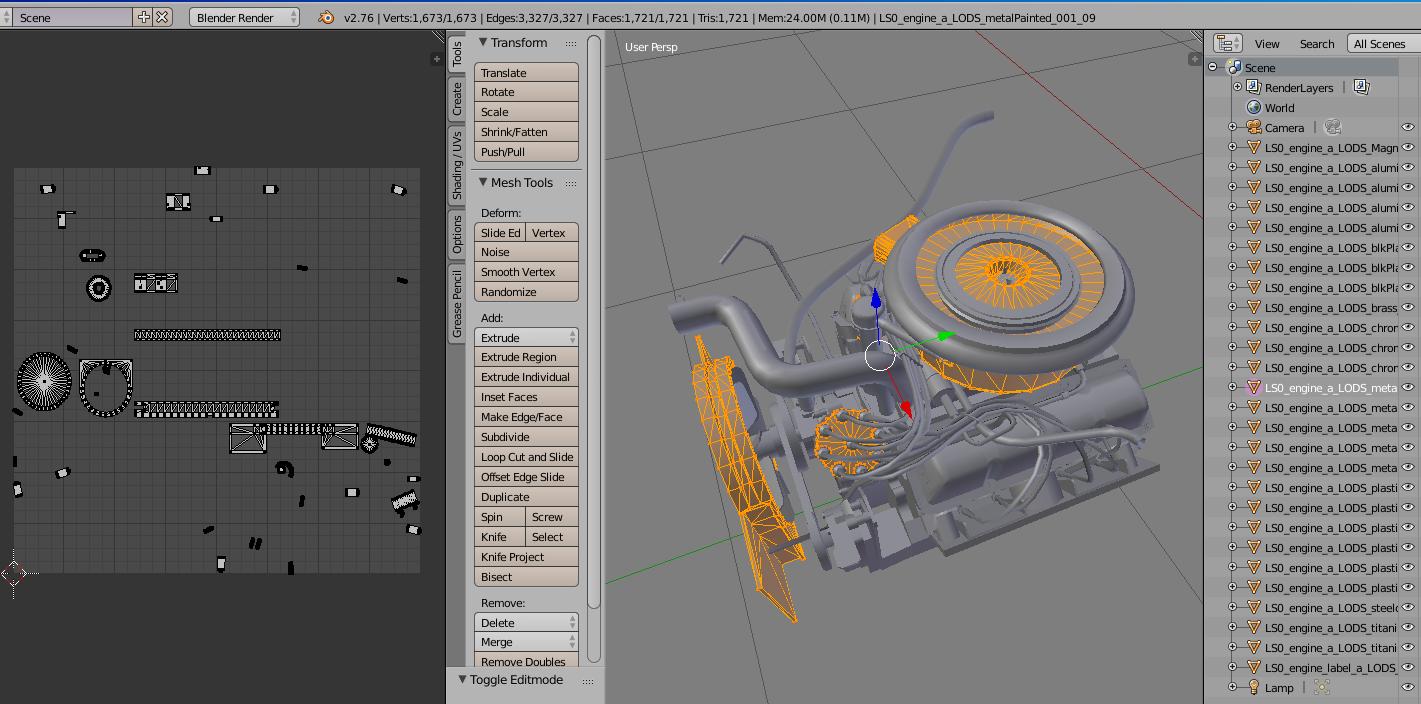 Scene
Blender Render
v2.76 | Verts:1,673/1,673 | Edges:3,327/3,327 | Faces:1,721/1,721 | Tris:1,721 | Mem:24.00M (0.11M) | LS0_engine_a_LODS_metalPainted_001_09
Tools
Create
Shading / UVs
Options
Grease Pencil
Transform
Translate
Rotate
Scale
Shrink/Fatten
Push/Pull
Mesh Tools
Deform:
Slide Ed Vertex
Noise
Smooth Vertex
Randomize
Add:
Extrude
Extrude Region
Extrude Individual
Inset Faces
Make Edge/Face
Subdivide
Loop Cut and Slide
Offset Edge Slide
Duplicate
Spin Screw
Knife Select
Knife Project
Bisect
Remove:
Delete
Merge
Remove Doubles
Toggle Editmode
User Persp
View Search All Scenes
Scene
RenderLayers |
World
Camera |
LS0_engine_a_LODS_Magn
LS0_engine_a_LODS_alumi
LS0_engine_a_LODS_alumi
LS0_engine_a_LODS_alumi
LS0_engine_a_LODS_alumi
LS0_engine_a_LODS_blkPla
LS0_engine_a_LODS_blkPla
LS0_engine_a_LODS_blkPla
LS0_engine_a_LODS_brass
LS0_engine_a_LODS_chron
LS0_engine_a_LODS_chron
LS0_engine_a_LODS_chron
LS0_engine_a_LODS_meta
LS0_engine_a_LODS_meta
LS0_engine_a_LODS_meta
LS0_engine_a_LODS_meta
LS0_engine_a_LODS_meta
LS0_engine_a_LODS_plasti
LS0_engine_a_LODS_plasti
LS0_engine_a_LODS_plasti
LS0_engine_a_LODS_plasti
LS0_engine_a_LODS_plasti
LS0_engine_a_LODS_plasti
LS0_engine_a_LODS_steelc
LS0_engine_a_LODS_titani
LS0_engine_a_LODS_titani
LS0_engine_label_a_LODS_
Lamp |